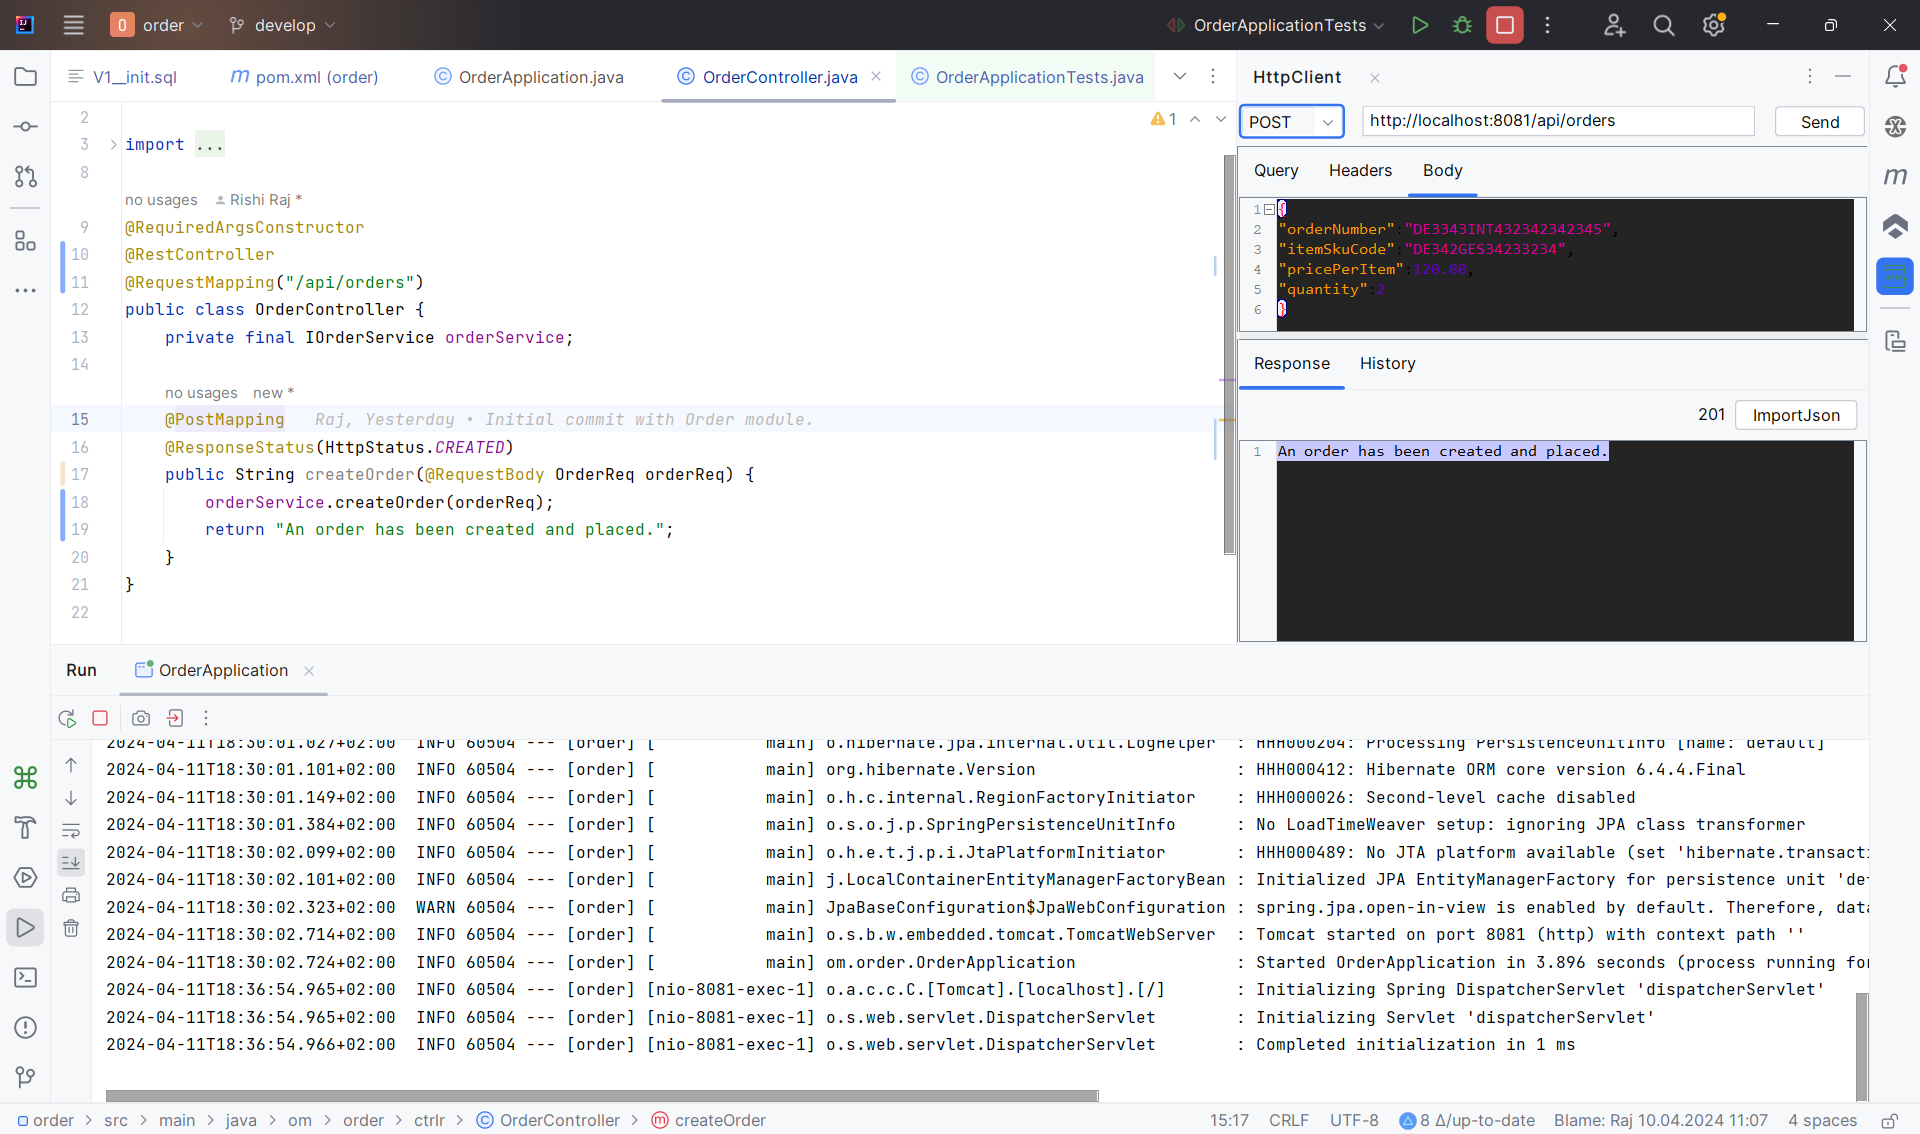 order
develop
OrderApplicationTests
V1__init.sql
pom.xml (order)
OrderApplication.java
OrderController.java
OrderApplicationTests.java
1
2
3 import ...
8
no usages Rishi Raj *
9 @RequiredArgsConstructor
10 @RestController
11 @RequestMapping("/api/orders")
12 public class OrderController {
13 private final IOrderService orderService;
14
no usages new *
15 @PostMapping Raj, Yesterday • Initial commit with Order module.
16 @ResponseStatus(HttpStatus.CREATED)
17 public String createOrder(@RequestBody OrderReq orderReq) {
18 orderService.createOrder(orderReq);
19 return "An order has been created and placed.";
20 }
21 }
22
HttpClient
POST http://localhost:8081/api/orders Send
Query Headers Body
1 {
2 "orderNumber":"DE3343INT432342342345",
3 "itemSkuCode":"DE342GES34233234",
4 "pricePerItem":120.80,
5 "quantity":2
6 }
Response History
201 ImportJson
1 An order has been created and placed.
Run OrderApplication
2024-04-11T18:30:01.027+02:00 INFO 60504 --- [order] [ main] o.hibernate.jpa.internal.util.LogHelper : HHH000204: Processing PersistenceUnitInfo [name: default]
2024-04-11T18:30:01.101+02:00 INFO 60504 --- [order] [ main] org.hibernate.Version : HHH000412: Hibernate ORM core version 6.4.4.Final
2024-04-11T18:30:01.149+02:00 INFO 60504 --- [order] [ main] o.h.c.internal.RegionFactoryInitiator : HHH000026: Second-level cache disabled
2024-04-11T18:30:01.384+02:00 INFO 60504 --- [order] [ main] o.s.o.j.p.SpringPersistenceUnitInfo : No LoadTimeWeaver setup: ignoring JPA class transformer
2024-04-11T18:30:02.099+02:00 INFO 60504 --- [order] [ main] o.h.e.t.j.p.i.JtaPlatformInitiator : HHH000489: No JTA platform available (set 'hibernate.transacti
2024-04-11T18:30:02.101+02:00 INFO 60504 --- [order] [ main] j.LocalContainerEntityManagerFactoryBean : Initialized JPA EntityManagerFactory for persistence unit 'def
2024-04-11T18:30:02.323+02:00 WARN 60504 --- [order] [ main] JpaBaseConfiguration$JpaWebConfiguration : spring.jpa.open-in-view is enabled by default. Therefore, data
2024-04-11T18:30:02.714+02:00 INFO 60504 --- [order] [ main] o.s.b.w.embedded.tomcat.TomcatWebServer : Tomcat started on port 8081 (http) with context path ''
2024-04-11T18:30:02.724+02:00 INFO 60504 --- [order] [ main] om.order.OrderApplication : Started OrderApplication in 3.896 seconds (process running for
2024-04-11T18:36:54.965+02:00 INFO 60504 --- [order] [nio-8081-exec-1] o.a.c.c.C.[Tomcat].[localhost].[/] : Initializing Spring DispatcherServlet 'dispatcherServlet'
2024-04-11T18:36:54.965+02:00 INFO 60504 --- [order] [nio-8081-exec-1] o.s.web.servlet.DispatcherServlet : Initializing Servlet 'dispatcherServlet'
2024-04-11T18:36:54.966+02:00 INFO 60504 --- [order] [nio-8081-exec-1] o.s.web.servlet.DispatcherServlet : Completed initialization in 1 ms
order > src > main > java > om > order > ctrlr > OrderController > createOrder
15:17 CRLF UTF-8 8 Δ/up-to-date Blame: Raj 10.04.2024 11:07 4 spaces